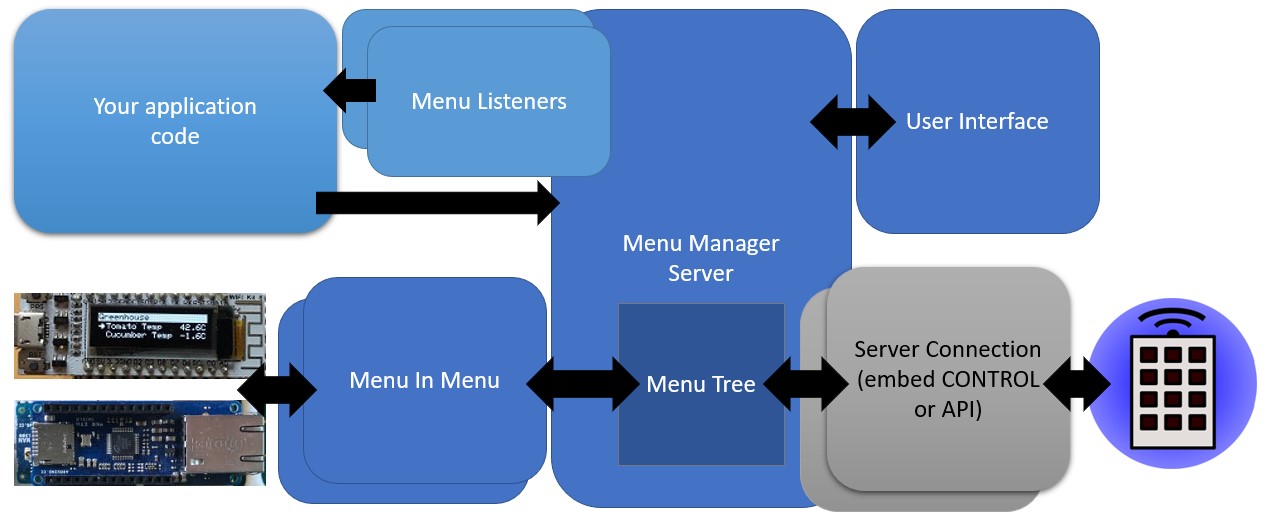 Your application
code
Menu Listeners
User Interface
Menu Manager
Server
Greenhouse
Tomato Temp 42.6C
Cucumber Temp -1.6C
Menu In Menu
Menu Tree
Server Connection
(embed CONTROL
or API)